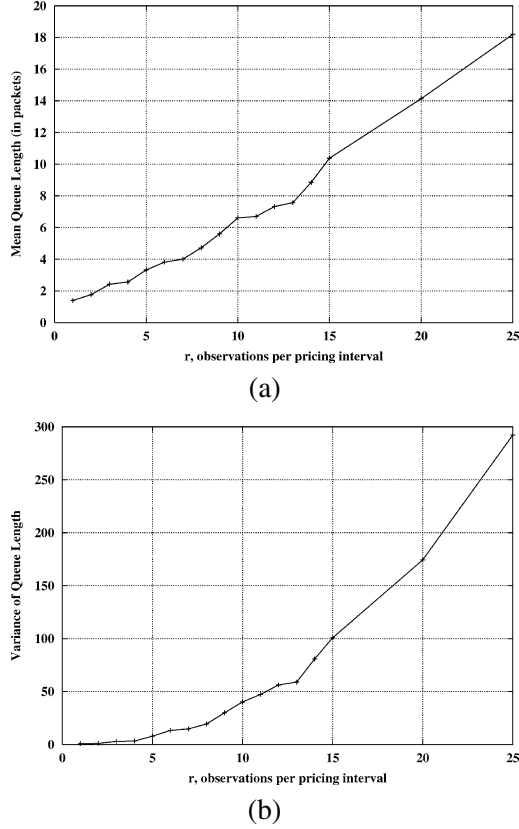 20
18
16
14
12
10
8
6
4
2
0
Mean Queue Length (in packets)
0 5 10 15 20 25
r, observations per pricing interval
(a)
300
250
200
150
100
50
0
Variance of Queue Length
0 5 10 15 20 25
r, observations per pricing interval
(b)